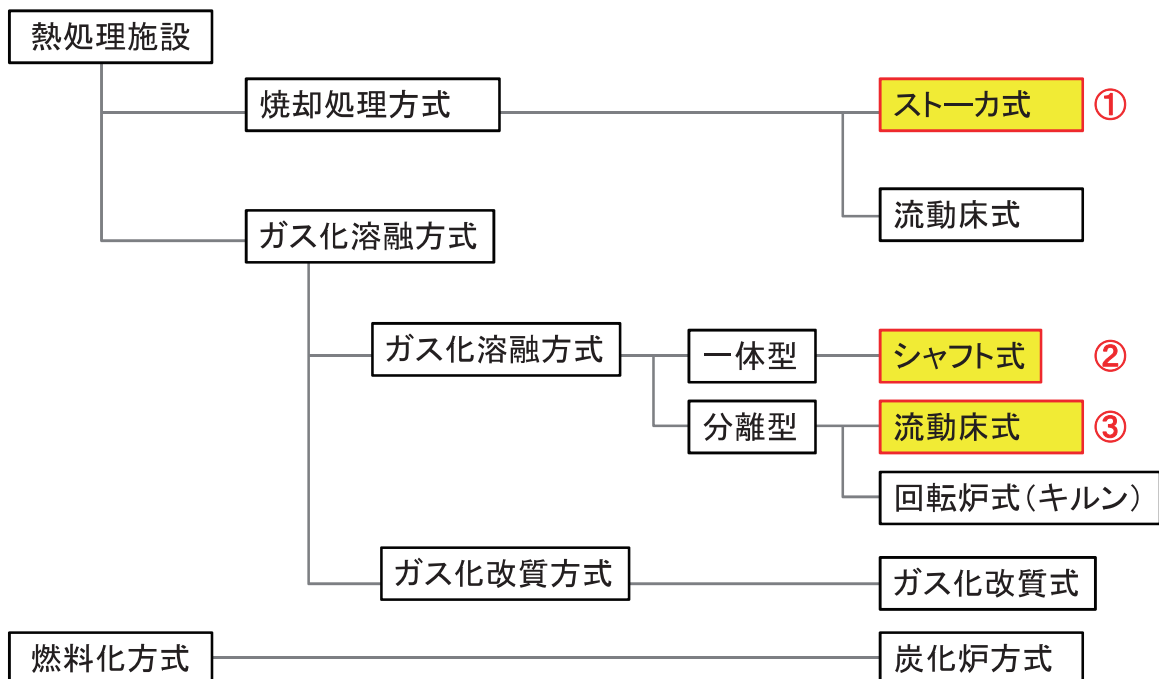 熱処理施設
焼却処理方式
ストーカ式
①
流動床式
ガス化溶融方式
ガス化溶融方式
一体型
シャフト式
②
分離型
流動床式
③
回転炉式(キルン)
ガス化改質方式
ガス化改質式
燃料化方式
炭化炉方式